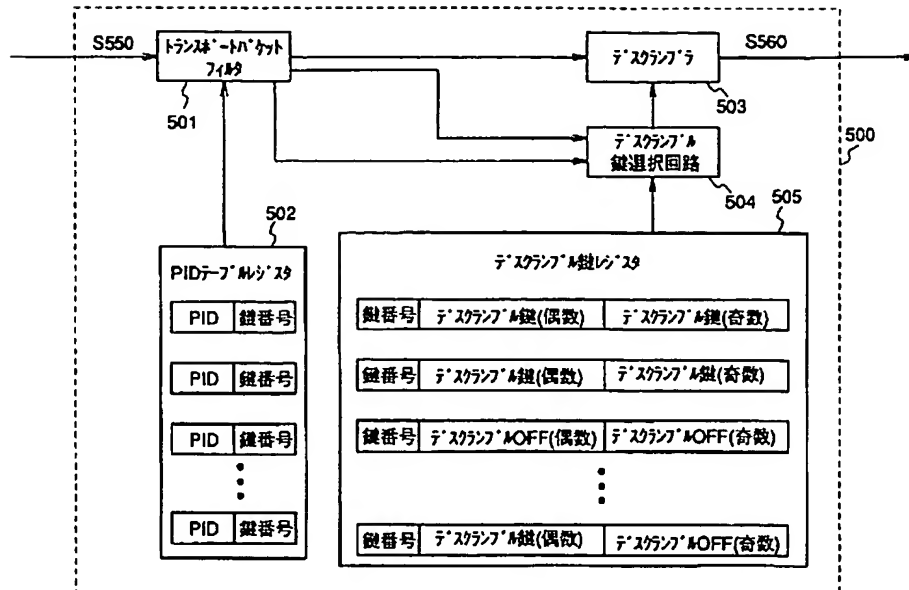 S550
トランスポートパケット
フィルタ
501
デスクランブラ
503
S560
デスクランブル
鍵選択回路
504
500
502
PIDテーブルレジスタ
PID 鍵番号
PID 鍵番号
PID 鍵番号
PID 鍵番号
505
デスクランブル鍵レジスタ
鍵番号 デスクランブル鍵(偶数) デスクランブル鍵(奇数)
鍵番号 デスクランブル鍵(偶数) デスクランブル鍵(奇数)
鍵番号 デスクランブルOFF(偶数) デスクランブルOFF(奇数)
鍵番号 デスクランブル鍵(偶数) デスクランブルOFF(奇数)